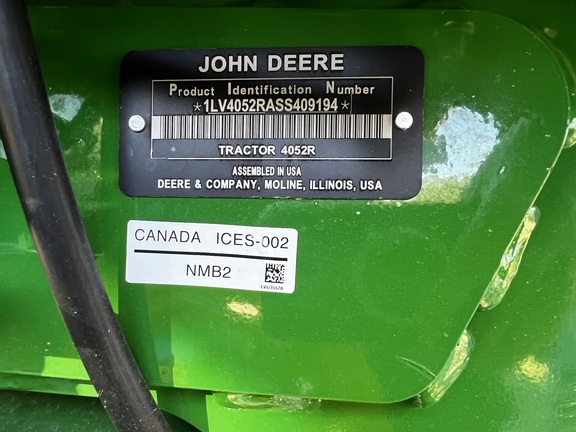 JOHN DEERE
Product Identification Number
*1LV4052RASS409194*
TRACTOR 4052R
ASSEMBLED IN USA
DEERE & COMPANY, MOLINE, ILLINOIS, USA
CANADA ICES-002
NMB2